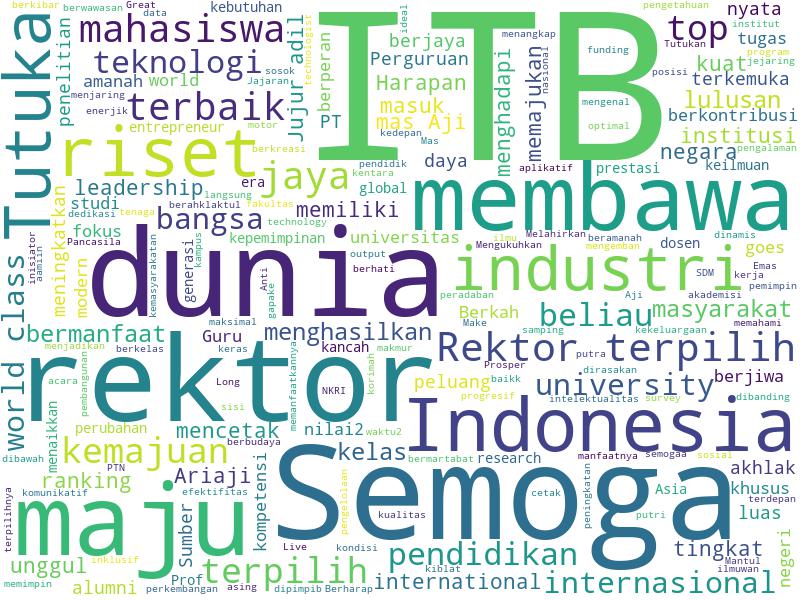 berkibar
berwawasan
Great
data
kebutuhan
mahasiswa
teknologi
technologist
ideal
berjaya
Perguruan
menangkap
funding
top
nyata
pengetahuan
institut
Tutukan
tugas
program
posisi
jejaring
ITB
Tutuka
penelitian
amanah
world
Jajaran
sosok
menjaring
enerjik
terbaik
Jujur adil
berperan
PT
Harapan
masuk
mas Aji
Mas
kedepan
menghadapi
memajukan
nasional
mengenal
optimal
kuat
terkemuka
lulusan
berkontribusi
institusi
negara
pengalaman
keilmuan
entrepreneur
motor
berkreasi
riset
jaya
era
pendidik
kentara
global
daya
aplikatif
prestasi
leadership
berahklaktul
langsung
fakultas
studi
dedikasi
tenaga
bangsa
technology
memiliki
membawa
fokus
Pancasila
meningkatkan
modern
inisiator
aamiin
kemasyarakatan
generasi
kampus
kepemimpinan
universitas
ilmu
Melahirkan
Mengukuhkan
beramanah
mengemban
dosen
dinamis
goes
output
berhati
Anti
gapake
dunia
industri
SDM
Emas
kerja
pemimpin
peradaban
Aji
akademisi
world class
maksimal
Berkah
Make
beliau
masyarakat
kekeluargaan
memahami
samping
bermanfaat
menjadikan
berkelas
Guru
keras
menghasilkan
kancah
makmur
Rektor terpilih
putra
dirasakan
Prosper
baikk
rektor
acara
pembangunan
Long
sisi
NKRI
memanfaatkannya
korimah
peluang
progresif
university
berjiwa
intelektualitas
survey
dibanding
menaikkan
perubahan
mencetak
berbudaya
nilai2
waktu2
Indonesia
dibawah
kemajuan
PTN
ranking
Ariaji
komunikatif
efektifitas
kompetensi
kelas
bermartabat
research
manfaatnya
semogaa
sosial
akhlak
terpilihnya
maju
Sumber
Semoga
pengelolaan
kualitas
cetak
peningkatan
Asia
putri
khusus
terdepan
luas
unggul
inklusif
Live
kondisi
pendidikan
tingkat
Mantul
ilmuwan
negeri
memimpin
alumni
Prof
perkembangan
terpilih
asing
dipimpib
Berharap
kiblat
international
internasional